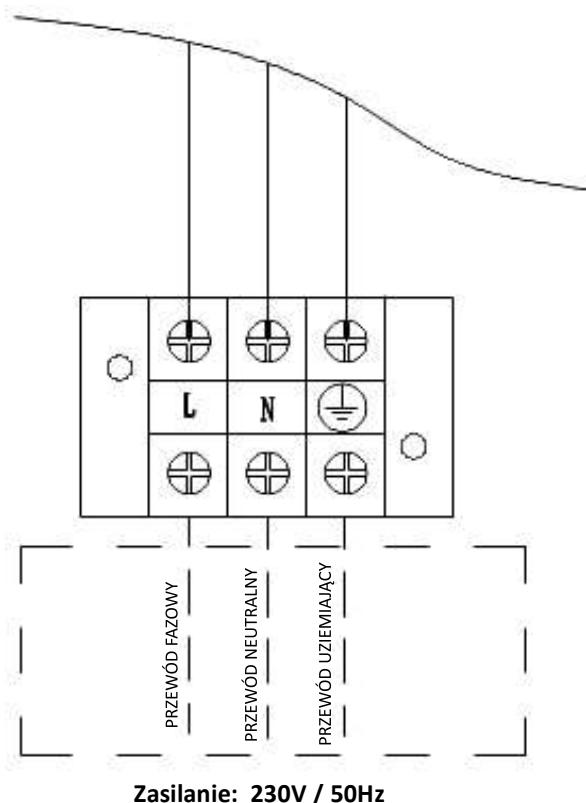 L N
PRZEWÓD FAZOWY
PRZEWÓD NEUTRALNY
PRZEWÓD UZIEMIAJĄCY
Zasilanie: 230V / 50Hz